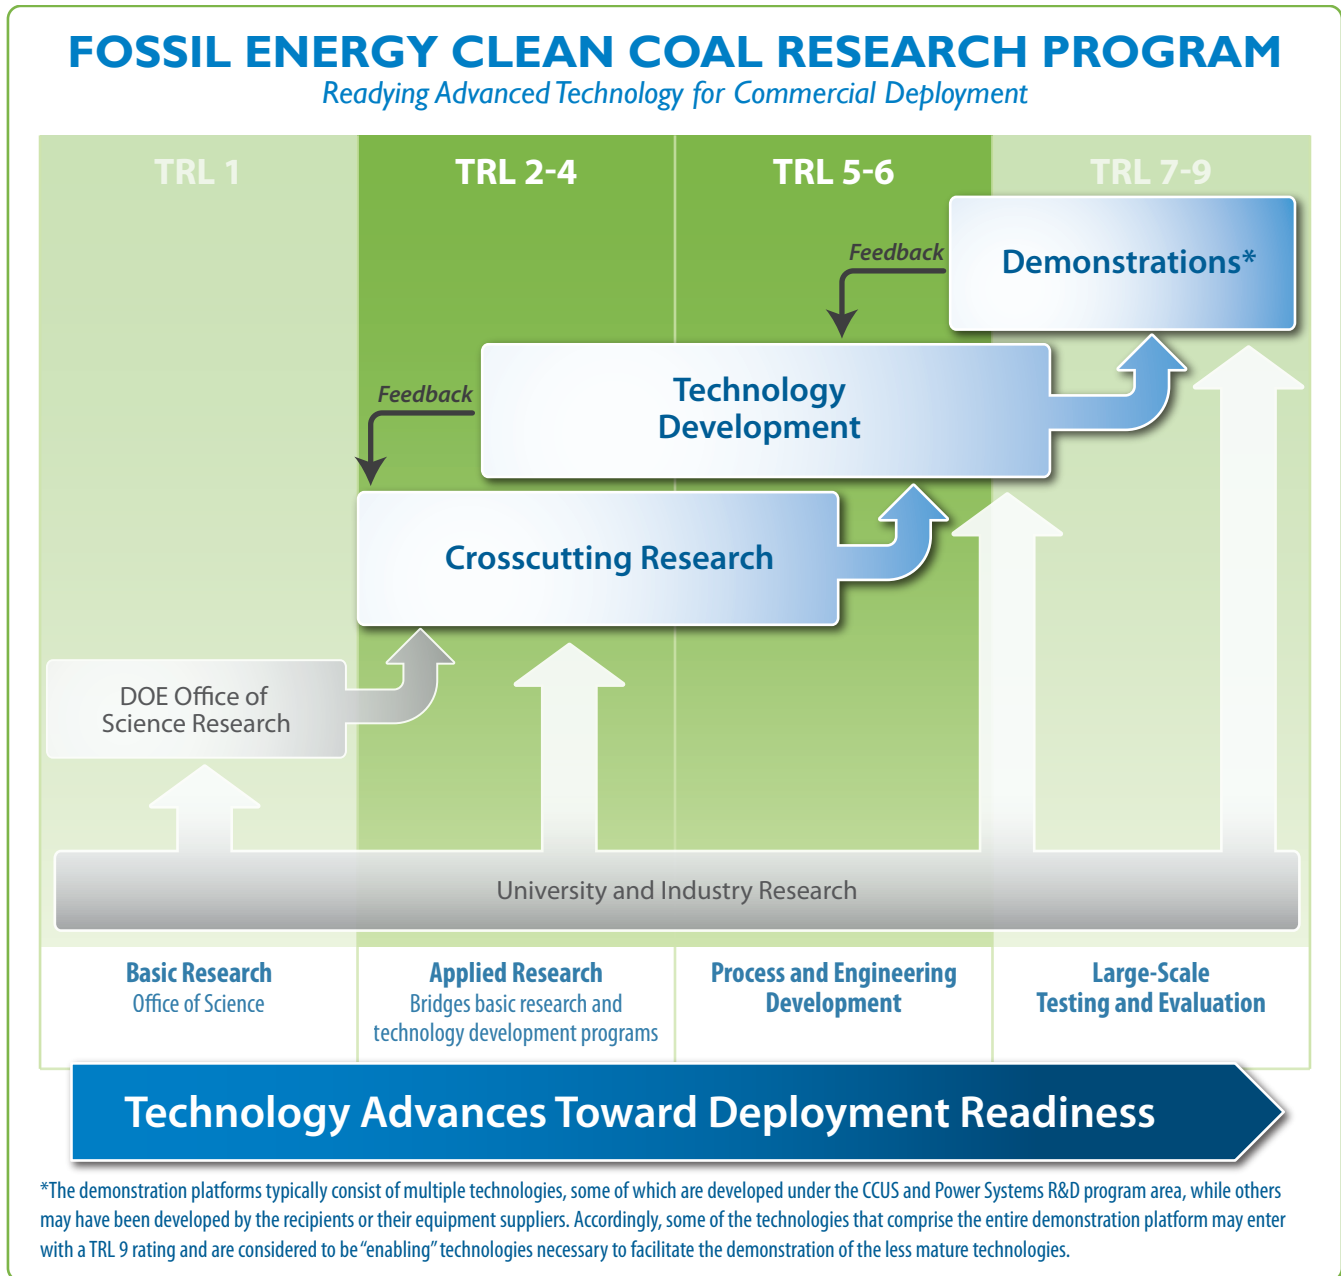 FOSSIL ENERGY CLEAN COAL RESEARCH PROGRAM
Readying Advanced Technology for Commercial Deployment
TRL 1
TRL 2-4
TRL 5-6
TRL 7-9
Feedback
Demonstrations*
Feedback
Technology
Development
Crosscutting Research
DOE Office of
Science Research
University and Industry Research
Basic Research
Office of Science
Applied Research
Bridges basic research and
technology development programs
Process and Engineering
Development
Large-Scale
Testing and Evaluation
Technology Advances Toward Deployment Readiness
*The demonstration platforms typically consist of multiple technologies, some of which are developed under the CCUS and Power Systems R&D program area, while others
may have been developed by the recipients or their equipment suppliers. Accordingly, some of the technologies that comprise the entire demonstration platform may enter
with a TRL 9 rating and are considered to be “enabling” technologies necessary to facilitate the demonstration of the less mature technologies.